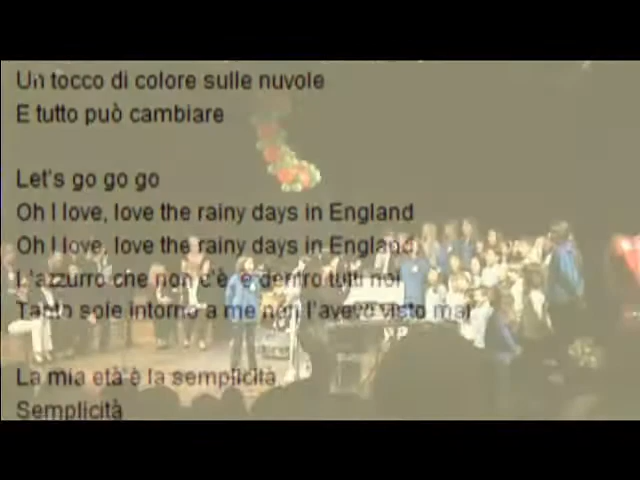 Un tocco di colore sulle nuvole
E tutto può cambiare
Let's go go go
Oh I love, love the rainy days in England
Oh I love, love the rainy days in England
L'azzurro che non c'è, è dentro tutti noi
Tanto sole intorno a me non l'avevo visto mai
La mia età è la semplicità
Semplicità